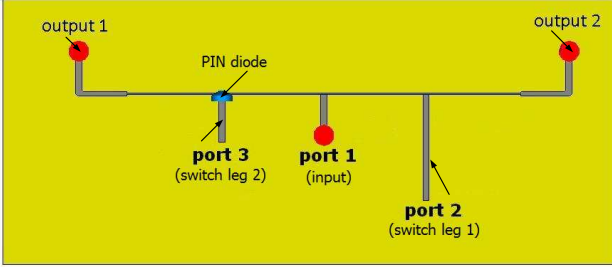 output 1
output 2
PIN diode
port 3
(switch leg 2)
port 1
(input)
port 2
(switch leg 1)